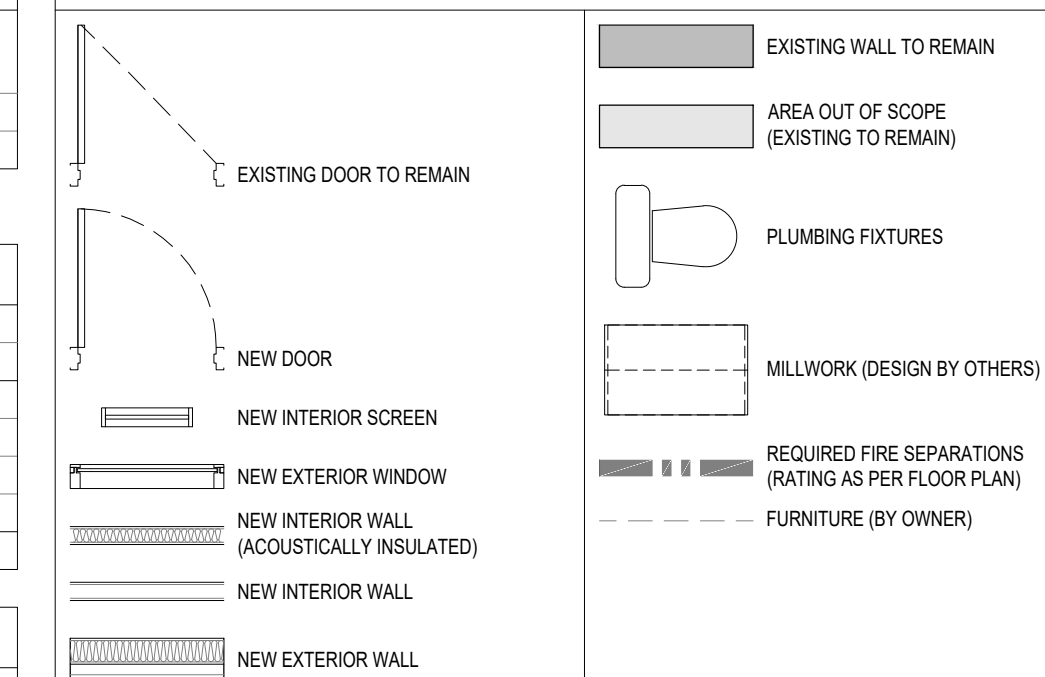 EXISTING DOOR TO REMAIN
NEW DOOR
NEW INTERIOR SCREEN
NEW EXTERIOR WINDOW
NEW INTERIOR WALL
(ACOUSTICALLY INSULATED)
NEW INTERIOR WALL
NEW EXTERIOR WALL
EXISTING WALL TO REMAIN
AREA OUT OF SCOPE
(EXISTING TO REMAIN)
PLUMBING FIXTURES
MILLWORK (DESIGN BY OTHERS)
REQUIRED FIRE SEPARATIONS
(RATING AS PER FLOOR PLAN)
FURNITURE (BY OWNER)